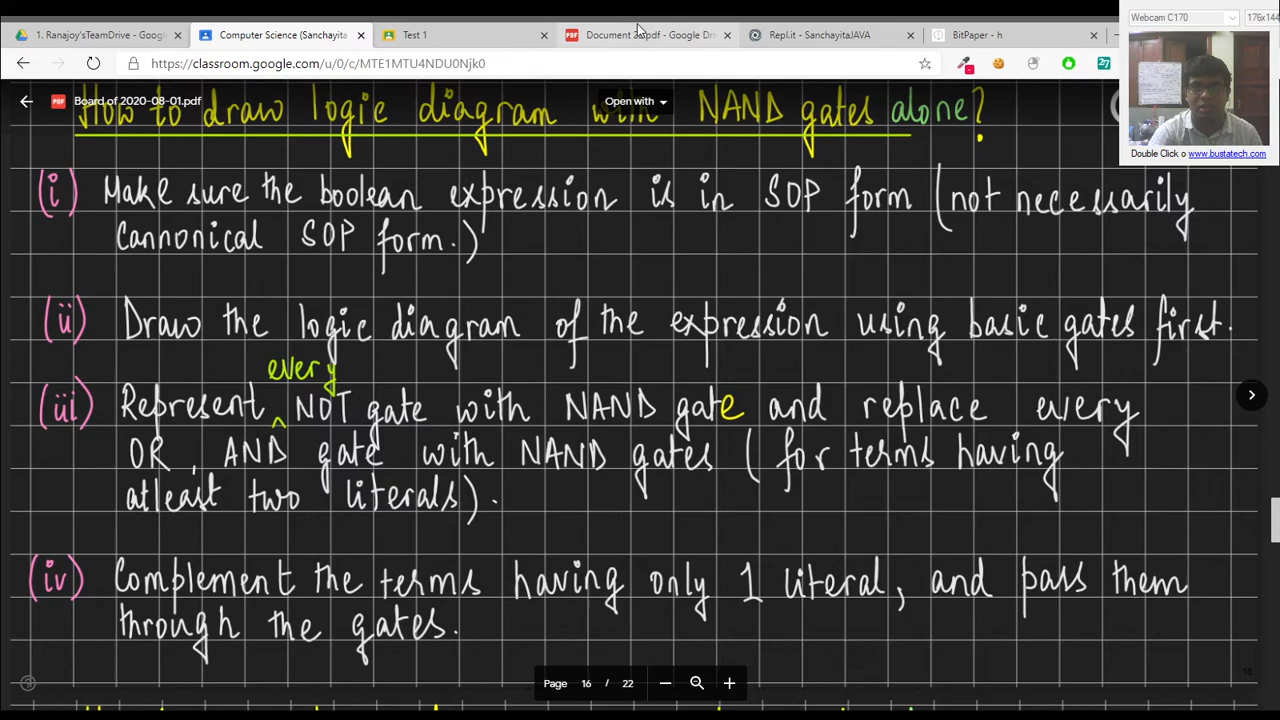 Webcam C170 176x144
1. Ranajoy'sTeamDrive - Googl
Computer Science (Sanchayita
Test 1
PDF
Repl.it - SanchayitaJAVA
BitPaper - h
https://classroom.google.com/u/0/c/MTE1MTU4NDU0Njk0
27
Double Click o www.bustatech.com
PDF Board of 2020-08-01.pdf
Open with
How to draw logic diagram with NAND gates alone?
(i) Make sure the boolean expression is in SOP form (not necessarily
Cannonical SOP form.)
(ii) Draw the logic diagram of the expression using basic gates first.
every
(iii) Represent ^ NOT gate with NAND gate and replace every
OR, AND gate with NAND gates (for terms having
atleast two literals).
(iv) Complement the terms having only 1 literal, and pass them
through the gates.
Page 16 / 22